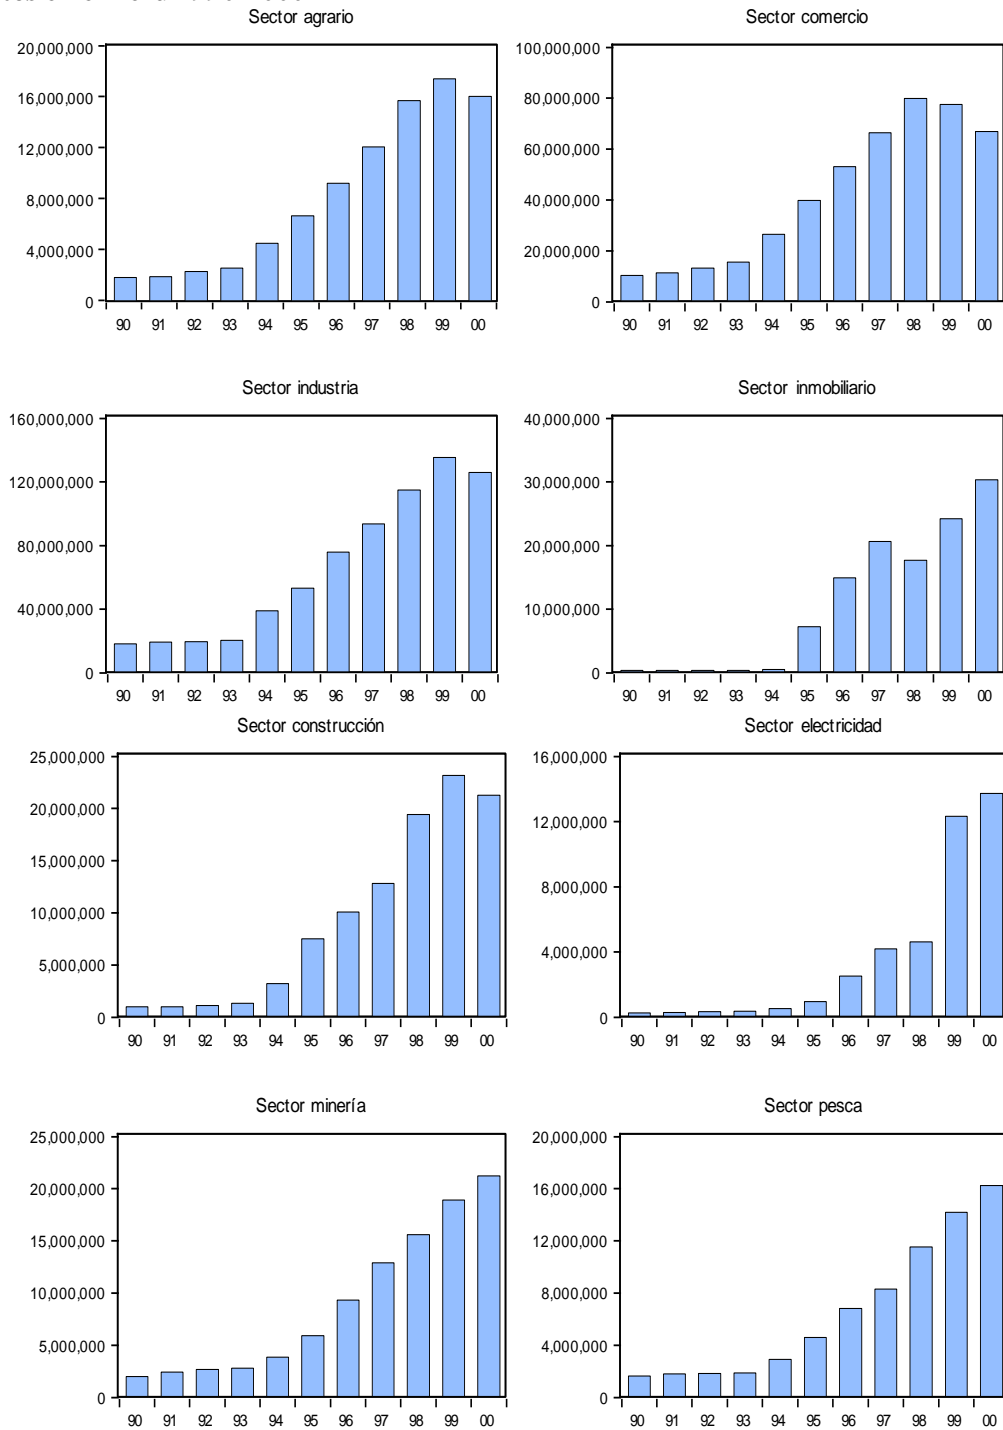 Sector agrario
20,000,000
16,000,000
12,000,000
8,000,000
4,000,000
0
90 91 92 93 94 95 96 97 98 99 00
Sector comercio
100,000,000
80,000,000
60,000,000
40,000,000
20,000,000
0
90 91 92 93 94 95 96 97 98 99 00
Sector industria
160,000,000
120,000,000
80,000,000
40,000,000
0
90 91 92 93 94 95 96 97 98 99 00
Sector inmobiliario
40,000,000
30,000,000
20,000,000
10,000,000
0
90 91 92 93 94 95 96 97 98 99 00
Sector construcción
25,000,000
20,000,000
15,000,000
10,000,000
5,000,000
0
90 91 92 93 94 95 96 97 98 99 00
Sector electricidad
16,000,000
12,000,000
8,000,000
4,000,000
0
90 91 92 93 94 95 96 97 98 99 00
Sector minería
25,000,000
20,000,000
15,000,000
10,000,000
5,000,000
0
90 91 92 93 94 95 96 97 98 99 00
Sector pesca
20,000,000
16,000,000
12,000,000
8,000,000
4,000,000
0
90 91 92 93 94 95 96 97 98 99 00